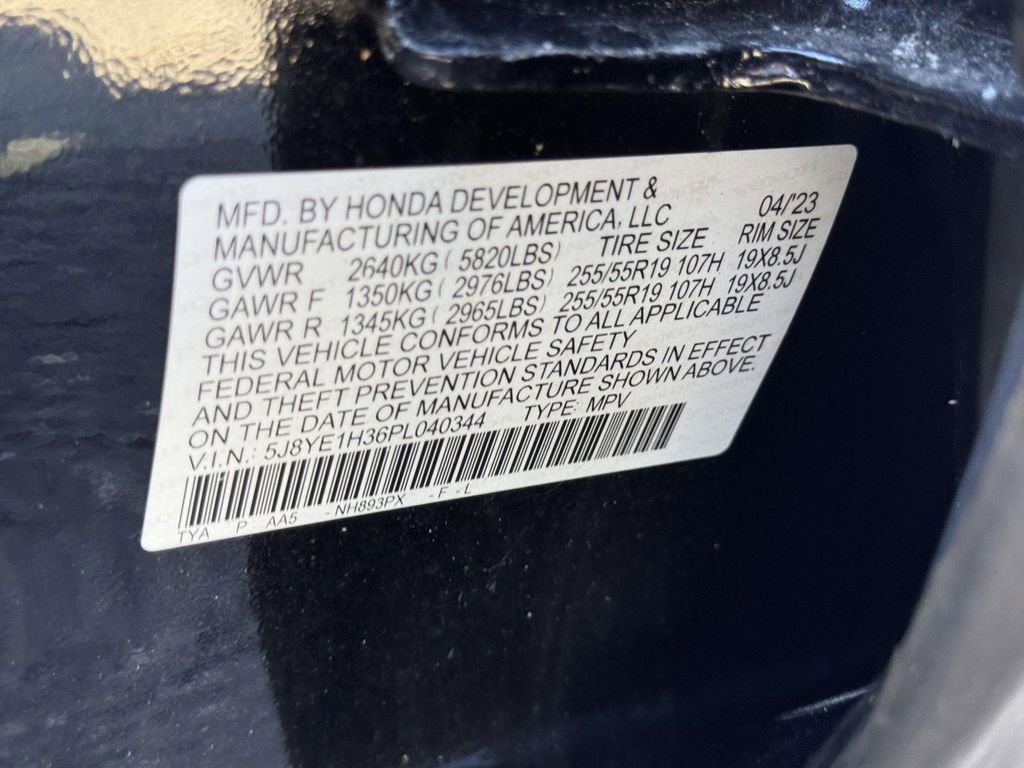 MFD. BY HONDA DEVELOPMENT &
MANUFACTURING OF AMERICA, LLC 04/'23
GVWR 2640KG ( 5820LBS) TIRE SIZE RIM SIZE
GAWR F 1350KG ( 2976LBS) 255/55R19 107H 19X8.5J
GAWR R 1345KG ( 2965LBS) 255/55R19 107H 19X8.5J
THIS VEHICLE CONFORMS TO ALL APPLICABLE
FEDERAL MOTOR VEHICLE SAFETY
AND THEFT PREVENTION STANDARDS IN EFFECT
ON THE DATE OF MANUFACTURE SHOWN ABOVE.
V.I.N.: 5J8YE1H36PL040344 TYPE: MPV
TYA P AA5 - NH893PX - F - L